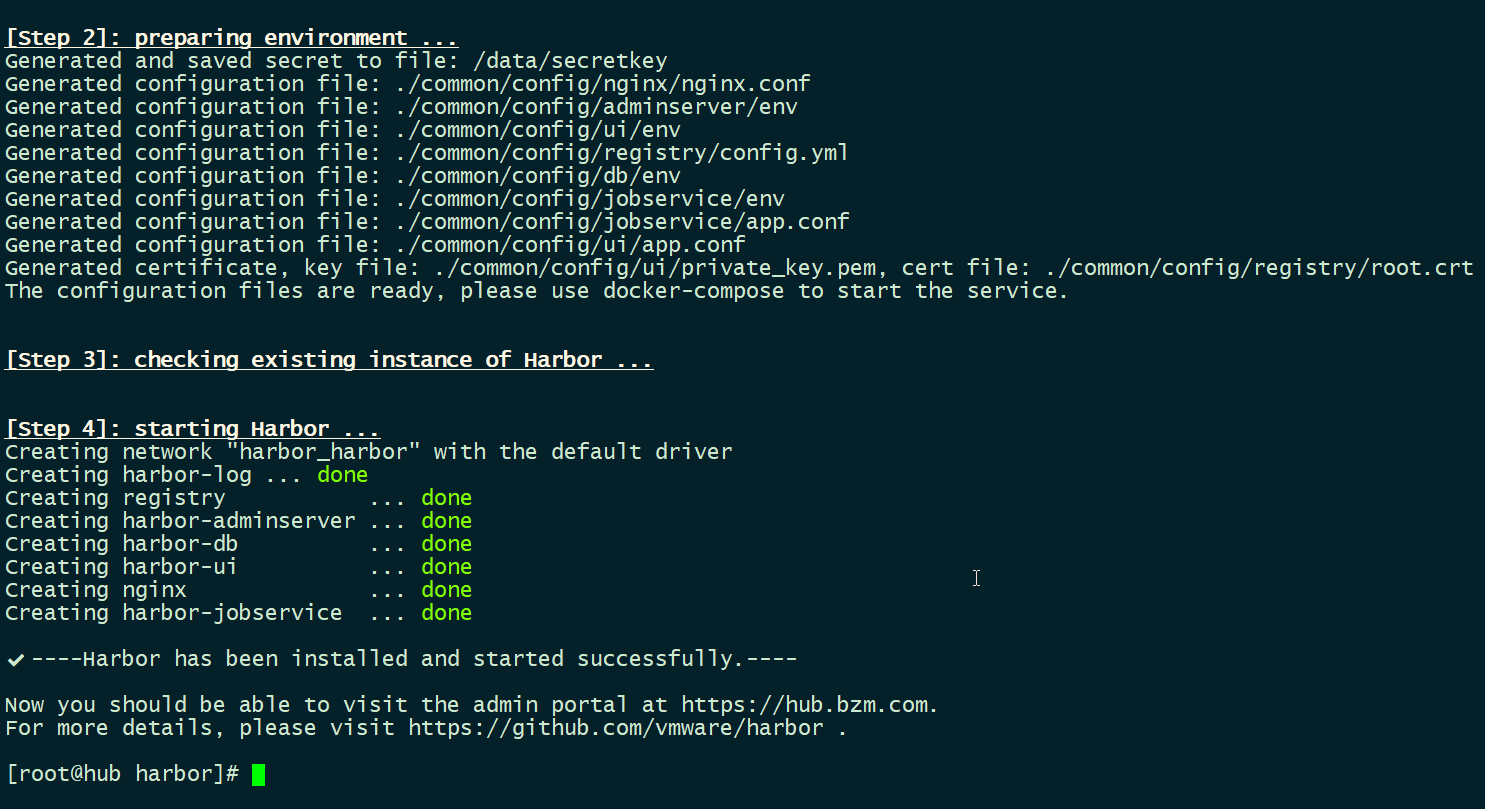 [Step 2]: preparing environment ...
Generated and saved secret to file: /data/secretkey
Generated configuration file: ./common/config/nginx/nginx.conf
Generated configuration file: ./common/config/adminserver/env
Generated configuration file: ./common/config/ui/env
Generated configuration file: ./common/config/registry/config.yml
Generated configuration file: ./common/config/db/env
Generated configuration file: ./common/config/jobservice/env
Generated configuration file: ./common/config/jobservice/app.conf
Generated configuration file: ./common/config/ui/app.conf
Generated certificate, key file: ./common/config/ui/private_key.pem, cert file: ./common/config/registry/root.crt
The configuration files are ready, please use docker-compose to start the service.
[Step 3]: checking existing instance of Harbor ...
[Step 4]: starting Harbor ...
Creating network "harbor_harbor" with the default driver
Creating harbor-log ... done
Creating registry ... done
Creating harbor-adminserver ... done
Creating harbor-db ... done
Creating harbor-ui ... done
Creating nginx ... done
Creating harbor-jobservice ... done
✔ ----Harbor has been installed and started successfully.----
Now you should be able to visit the admin portal at https://hub.bzm.com.
For more details, please visit https://github.com/vmware/harbor .
[root@hub harbor]#